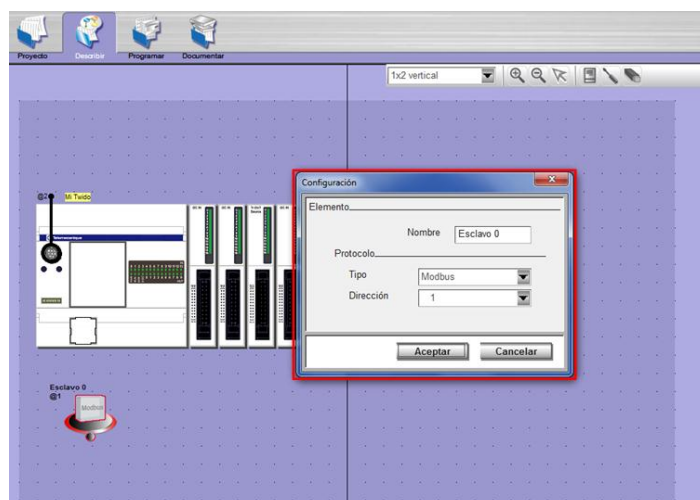 Proyecto Describir Programar Documentar
1x2 vertical
Configuración
Elemento
Nombre Esclavo 0
Protocolo
Tipo Modbus
Dirección 1
Aceptar Cancelar
Mi Twido
Telemecanique
Esclavo 0
@1
Modbus